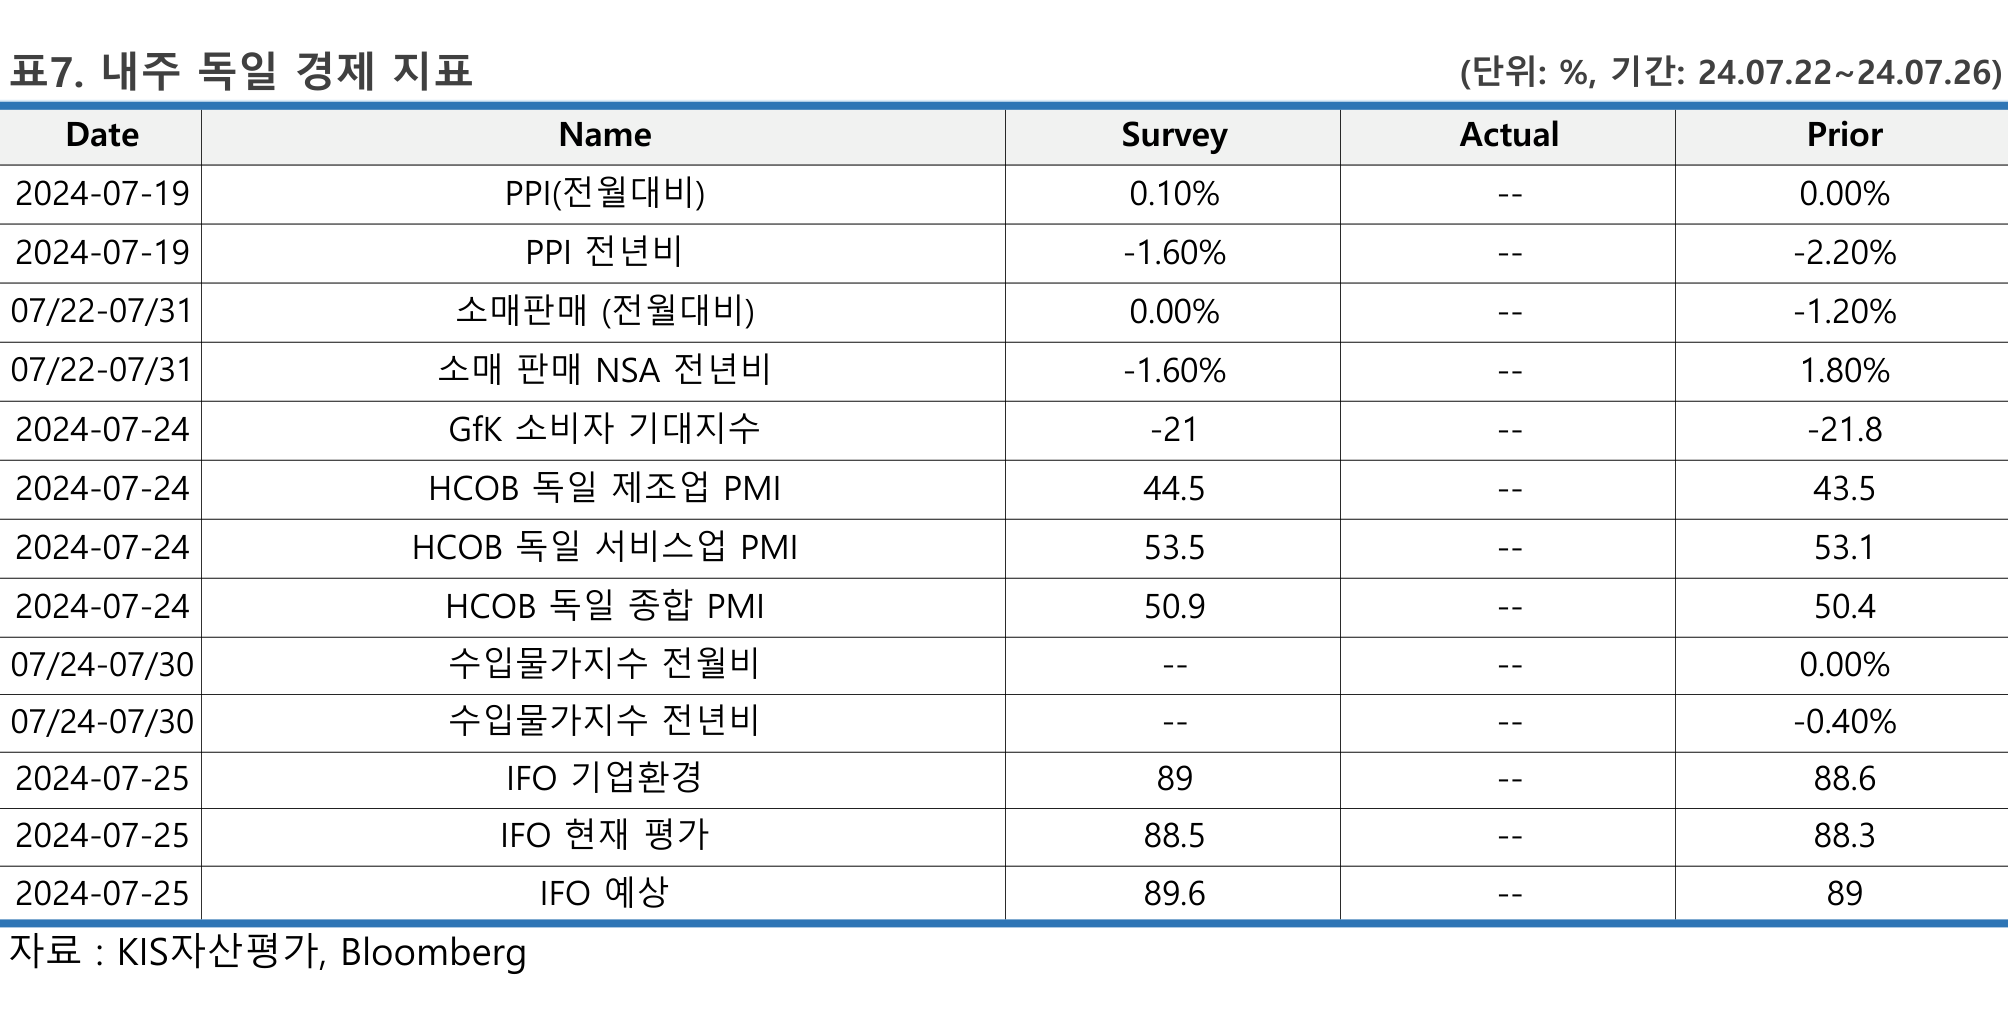 표7. 내주 독일 경제 지표 (단위: %, 기간: 24.07.22~24.07.26)
Date Name Survey Actual Prior
2024-07-19 PPI(전월대비) 0.10% -- 0.00%
2024-07-19 PPI 전년비 -1.60% -- -2.20%
07/22-07/31 소매판매 (전월대비) 0.00% -- -1.20%
07/22-07/31 소매 판매 NSA 전년비 -1.60% -- 1.80%
2024-07-24 GfK 소비자 기대지수 -21 -- -21.8
2024-07-24 HCOB 독일 제조업 PMI 44.5 -- 43.5
2024-07-24 HCOB 독일 서비스업 PMI 53.5 -- 53.1
2024-07-24 HCOB 독일 종합 PMI 50.9 -- 50.4
07/24-07/30 수입물가지수 전월비 -- -- 0.00%
07/24-07/30 수입물가지수 전년비 -- -- -0.40%
2024-07-25 IFO 기업환경 89 -- 88.6
2024-07-25 IFO 현재 평가 88.5 -- 88.3
2024-07-25 IFO 예상 89.6 -- 89
자료 : KIS자산평가, Bloomberg